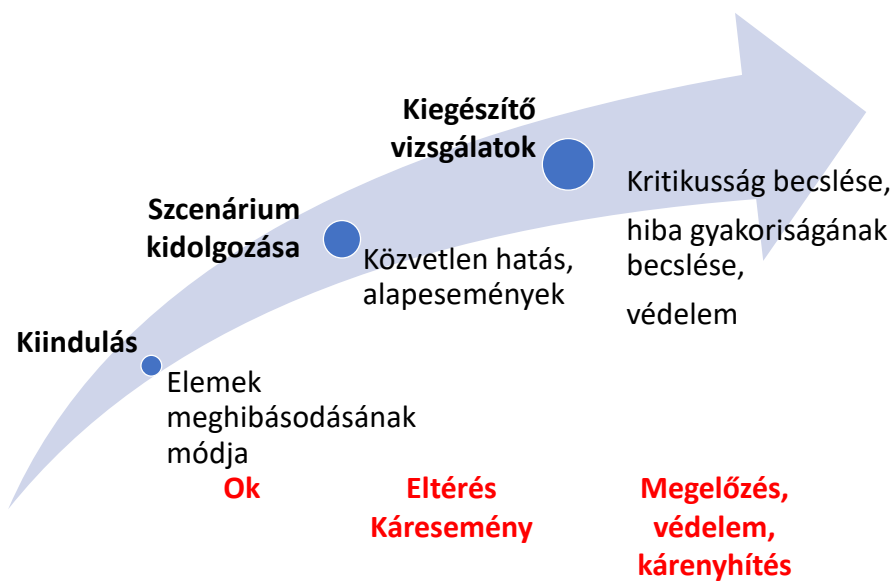 Kiegészítő
vizsgálatok
Kritikusság becslése,
hiba gyakoriságának
becslése,
védelem
Szcenárium
kidolgozása
Közvetlen hatás,
alapesemények
Kiindulás
Elemek
meghibásodásának
módja
Ok
Eltérés
Káresemény
Megelőzés,
védelem,
kárenyhítés